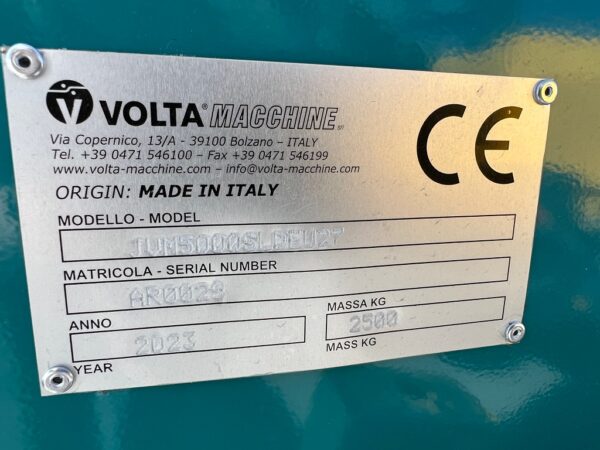 VOLTA® MACCHINE srl
Via Copernico, 13/A - 39100 Bolzano – ITALY
Tel. +39 0471 546100 – Fax +39 0471 546199
www.volta-macchine.com – info@volta-macchine.com
CE
ORIGIN: MADE IN ITALY
MODELLO - MODEL
MATRICOLA - SERIAL NUMBER
AR0028
ANNO
2023
YEAR
MASSA KG
2500
MASS KG